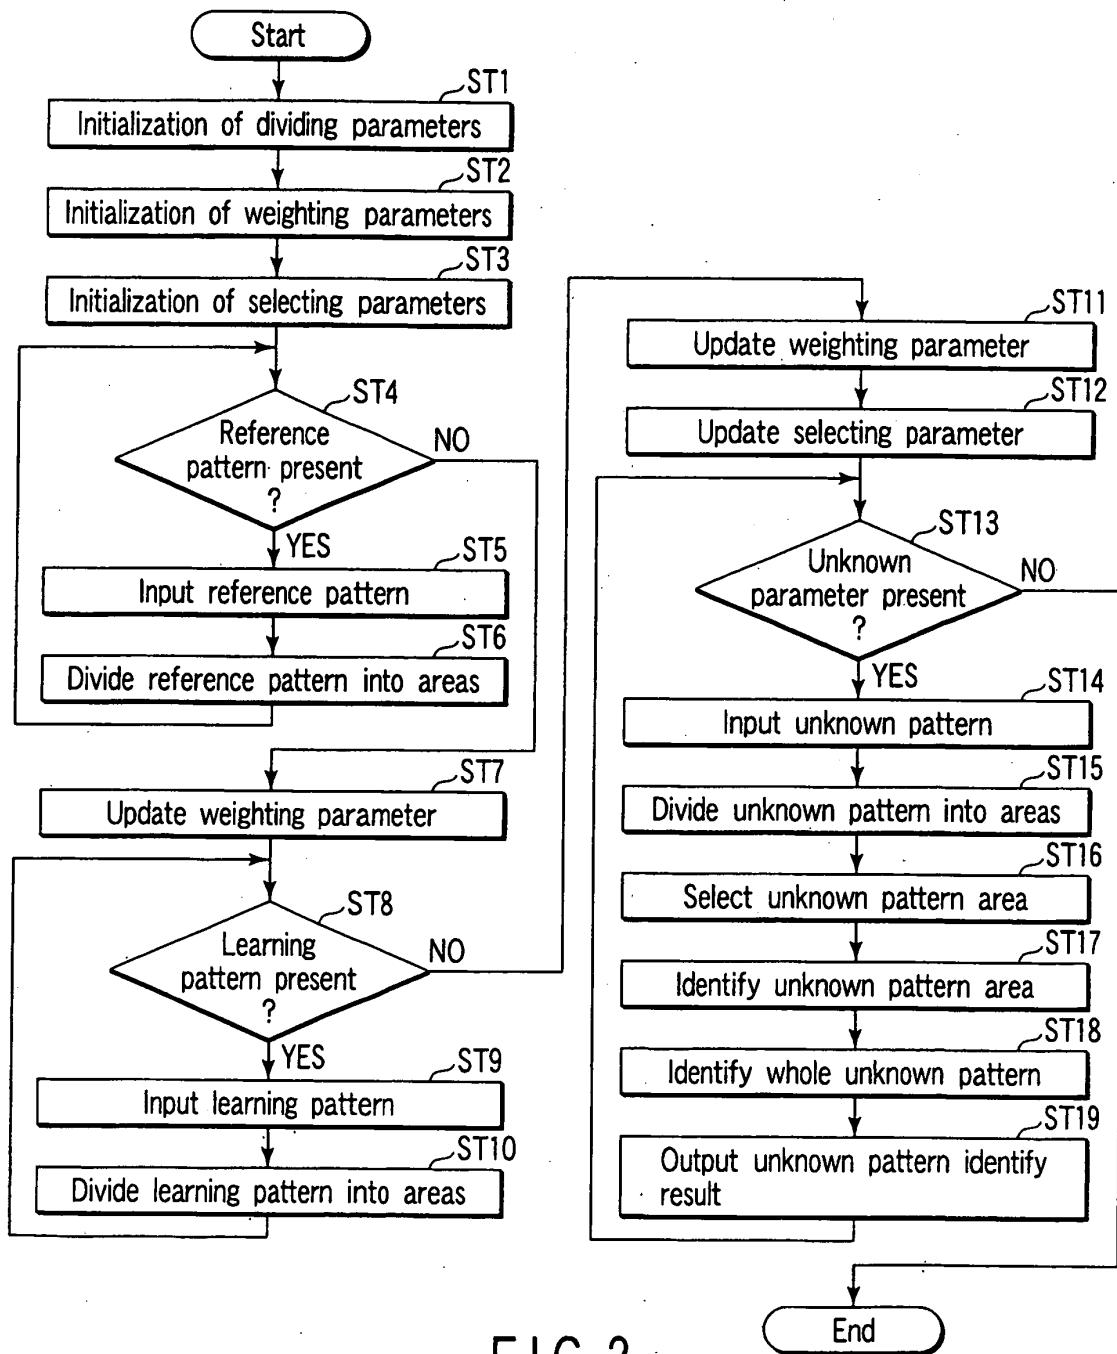 Start
ST1
Initialization of dividing parameters
ST2
Initialization of weighting parameters
ST3
Initialization of selecting parameters
ST4
Reference
pattern present
?
NO
YES
ST5
Input reference pattern
ST6
Divide reference pattern into areas
ST7
Update weighting parameter
ST8
Learning
pattern present
?
NO
YES
ST9
Input learning pattern
ST10
Divide learning pattern into areas
ST11
Update weighting parameter
ST12
Update selecting parameter
ST13
Unknown
parameter present
?
NO
YES
ST14
Input unknown pattern
ST15
Divide unknown pattern into areas
ST16
Select unknown pattern area
ST17
Identify unknown pattern area
ST18
Identify whole unknown pattern
ST19
Output unknown pattern identify
result
End